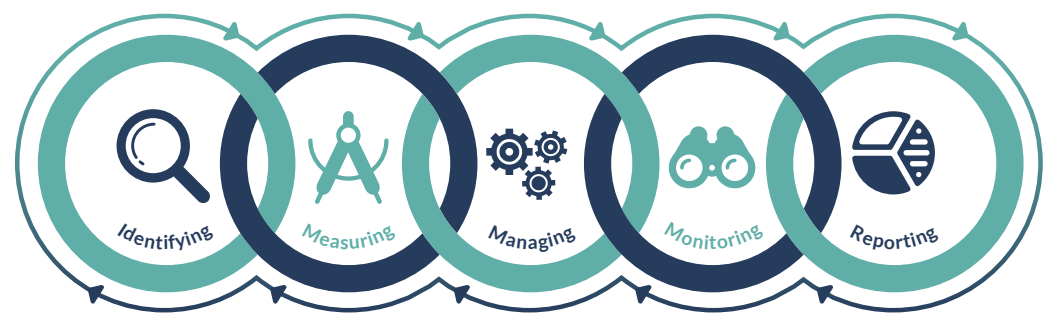 Identifying
Measuring
Managing
Monitoring
Reporting